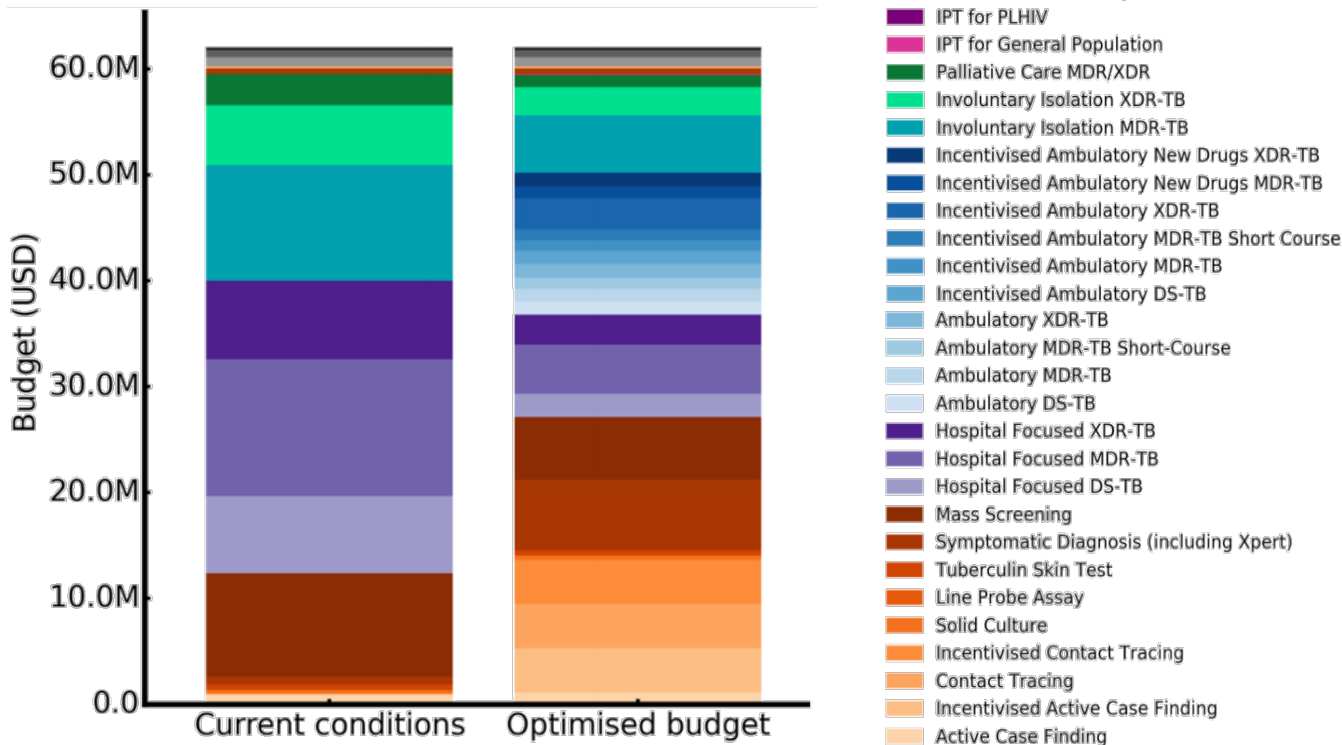 Budget (USD)
60.0M
50.0M
40.0M
30.0M
20.0M
10.0M
0.0
Current conditions
Optimised budget
IPT for PLHIV
IPT for General Population
Palliative Care MDR/XDR
Involuntary Isolation XDR-TB
Involuntary Isolation MDR-TB
Incentivised Ambulatory New Drugs XDR-TB
Incentivised Ambulatory New Drugs MDR-TB
Incentivised Ambulatory XDR-TB
Incentivised Ambulatory MDR-TB Short Course
Incentivised Ambulatory MDR-TB
Incentivised Ambulatory DS-TB
Ambulatory XDR-TB
Ambulatory MDR-TB Short-Course
Ambulatory MDR-TB
Ambulatory DS-TB
Hospital Focused XDR-TB
Hospital Focused MDR-TB
Hospital Focused DS-TB
Mass Screening
Symptomatic Diagnosis (including Xpert)
Tuberculin Skin Test
Line Probe Assay
Solid Culture
Incentivised Contact Tracing
Contact Tracing
Incentivised Active Case Finding
Active Case Finding